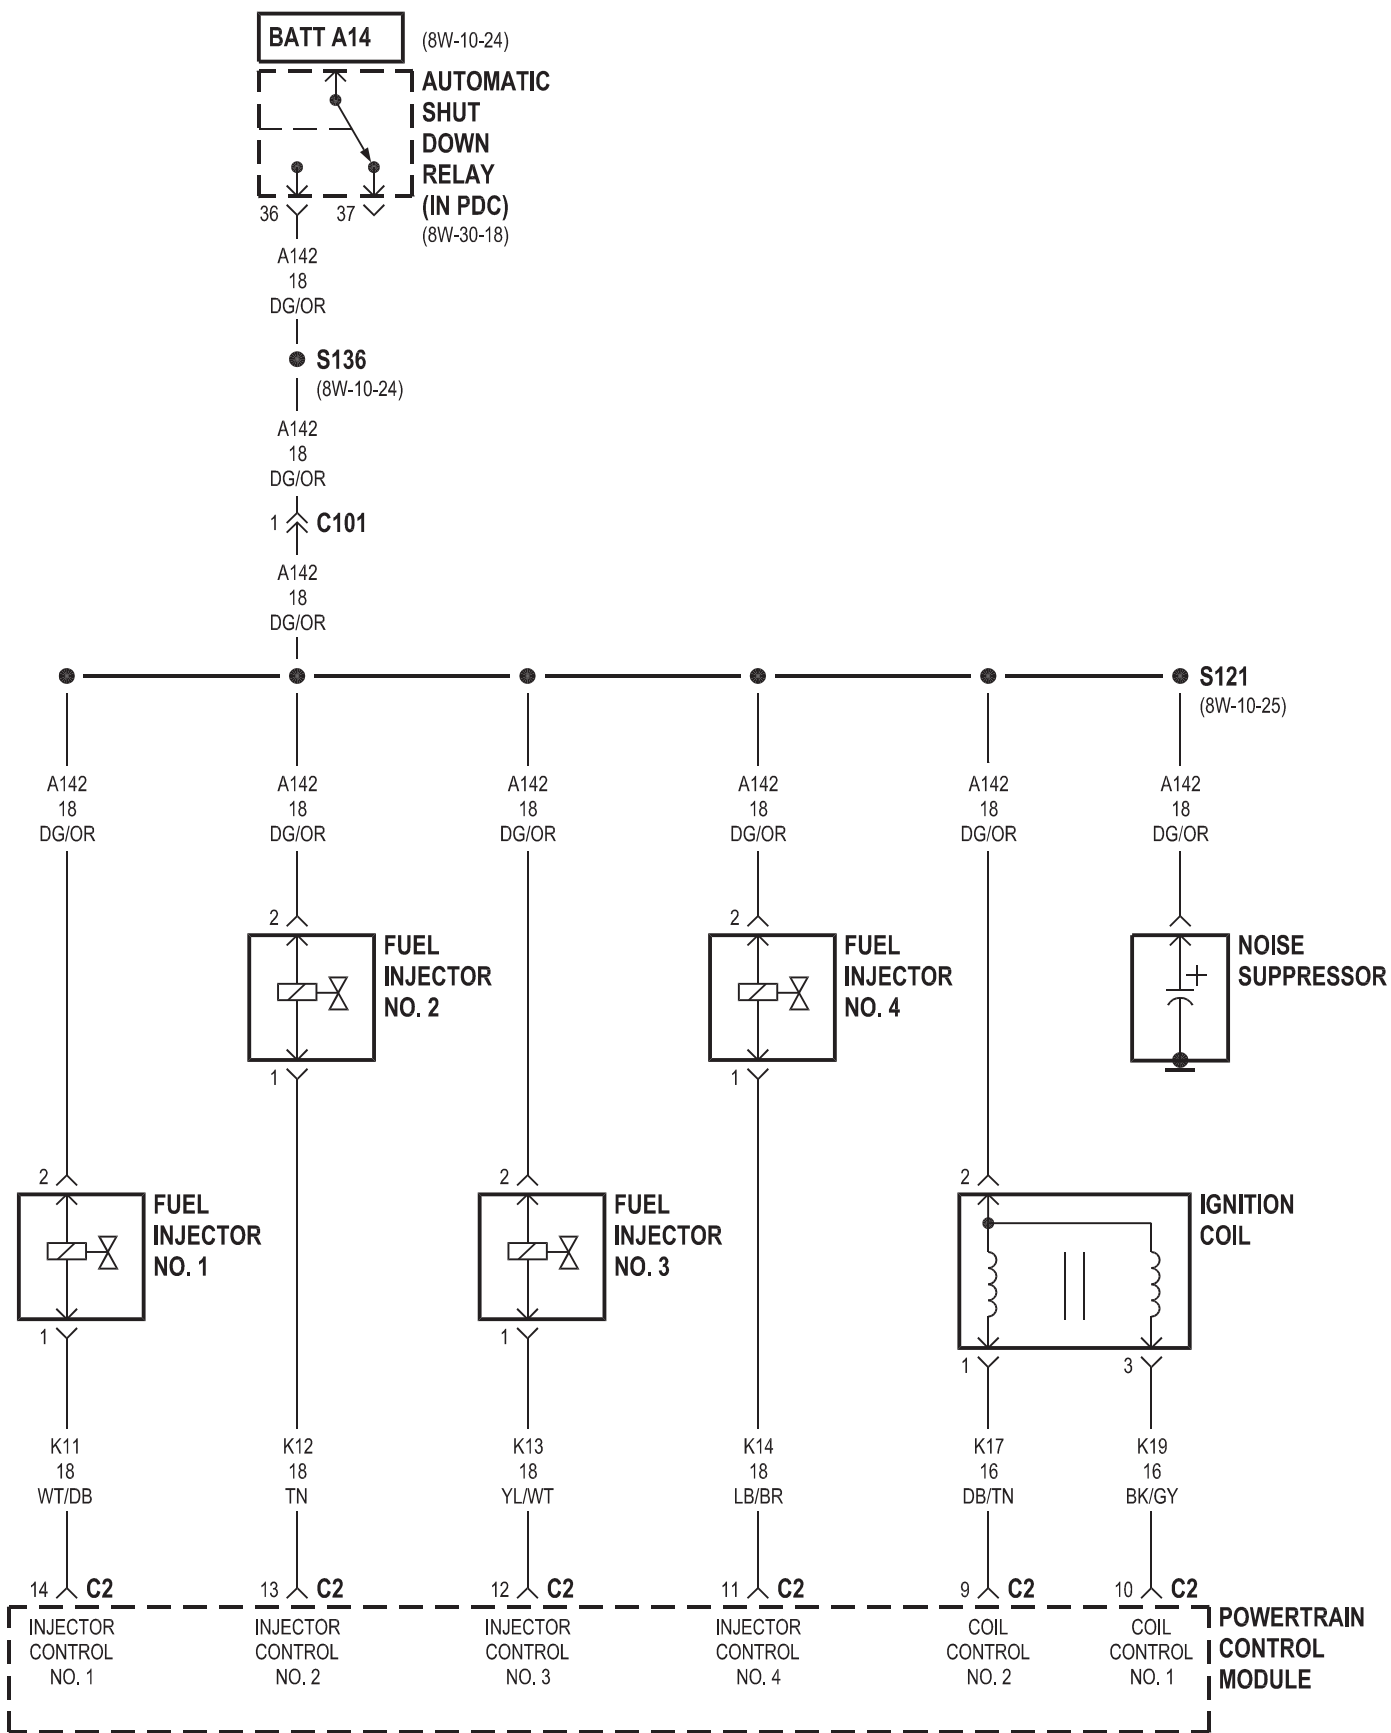 BATT A14
(8W-10-24)
AUTOMATIC
SHUT
DOWN
RELAY
(IN PDC)
(8W-30-18)
36
37
A142
18
DG/OR
S136
(8W-10-24)
A142
18
DG/OR
1
C101
A142
18
DG/OR
S121
(8W-10-25)
A142 A142 A142 A142 A142 A142
18 18 18 18 18 18
DG/OR DG/OR DG/OR DG/OR DG/OR DG/OR
2
FUEL
INJECTOR
NO. 2
1
2
FUEL
INJECTOR
NO. 4
1
NOISE
SUPPRESSOR
+
2
FUEL
INJECTOR
NO. 1
1
2
FUEL
INJECTOR
NO. 3
1
2
IGNITION
COIL
1
3
K11 K12 K13 K14 K17 K19
18 18 18 18 16 16
WT/DB TN YL/WT LB/BR DB/TN BK/GY
14 C2 13 C2 12 C2 11 C2 9 C2 10 C2
INJECTOR
CONTROL
NO. 1
INJECTOR
CONTROL
NO. 2
INJECTOR
CONTROL
NO. 3
INJECTOR
CONTROL
NO. 4
COIL
CONTROL
NO. 2
COIL
CONTROL
NO. 1
POWERTRAIN
CONTROL
MODULE